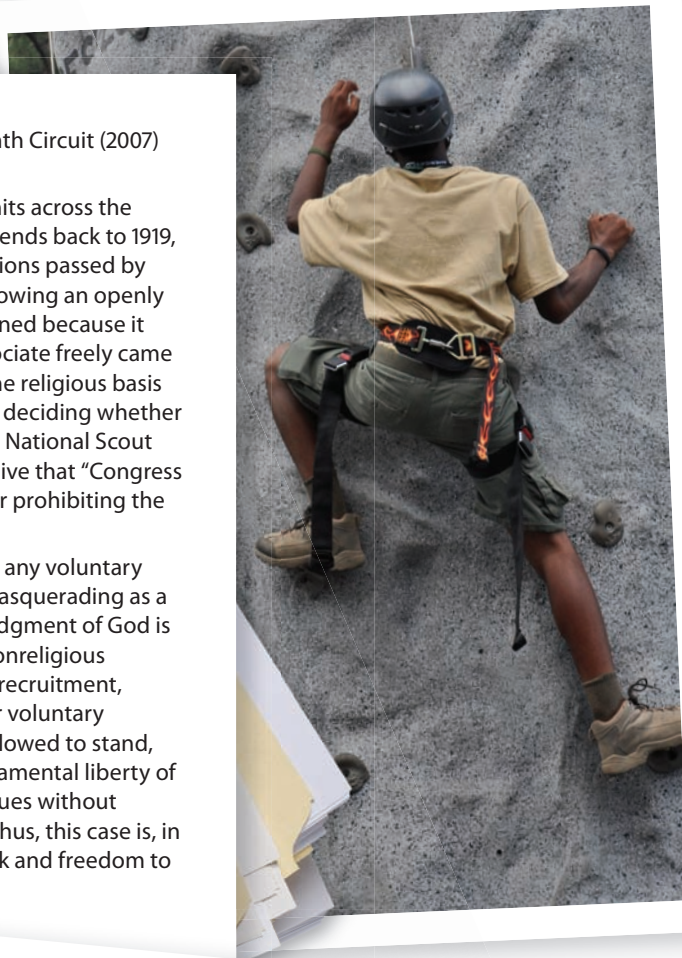 th Circuit (2007)
its across the
ends back to 1919,
ions passed by
owing an openly
ned because it
ociate freely came
ne religious basis
deciding whether
National Scout
ive that “Congress
r prohibiting the
any voluntary
asquerading as a
dgment of God is
onreligious
recruitment,
r voluntary
lowed to stand,
amental liberty of
ues without
hus, this case is, in
k and freedom to